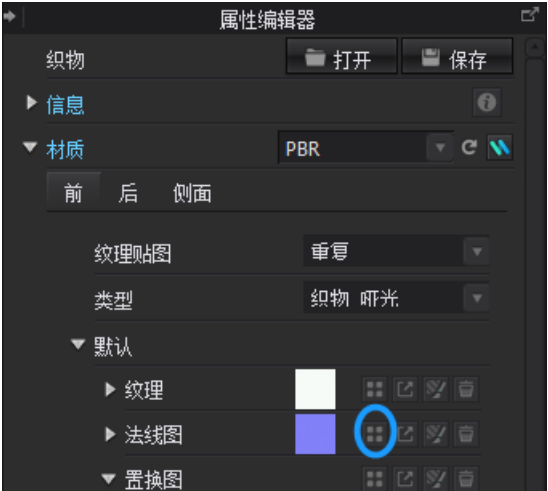 属性编辑器
织物 打开 保存
信息
材质 PBR
前 后 侧面
纹理贴图 重复
类型 织物 哑光
默认
纹理
法线图
置换图